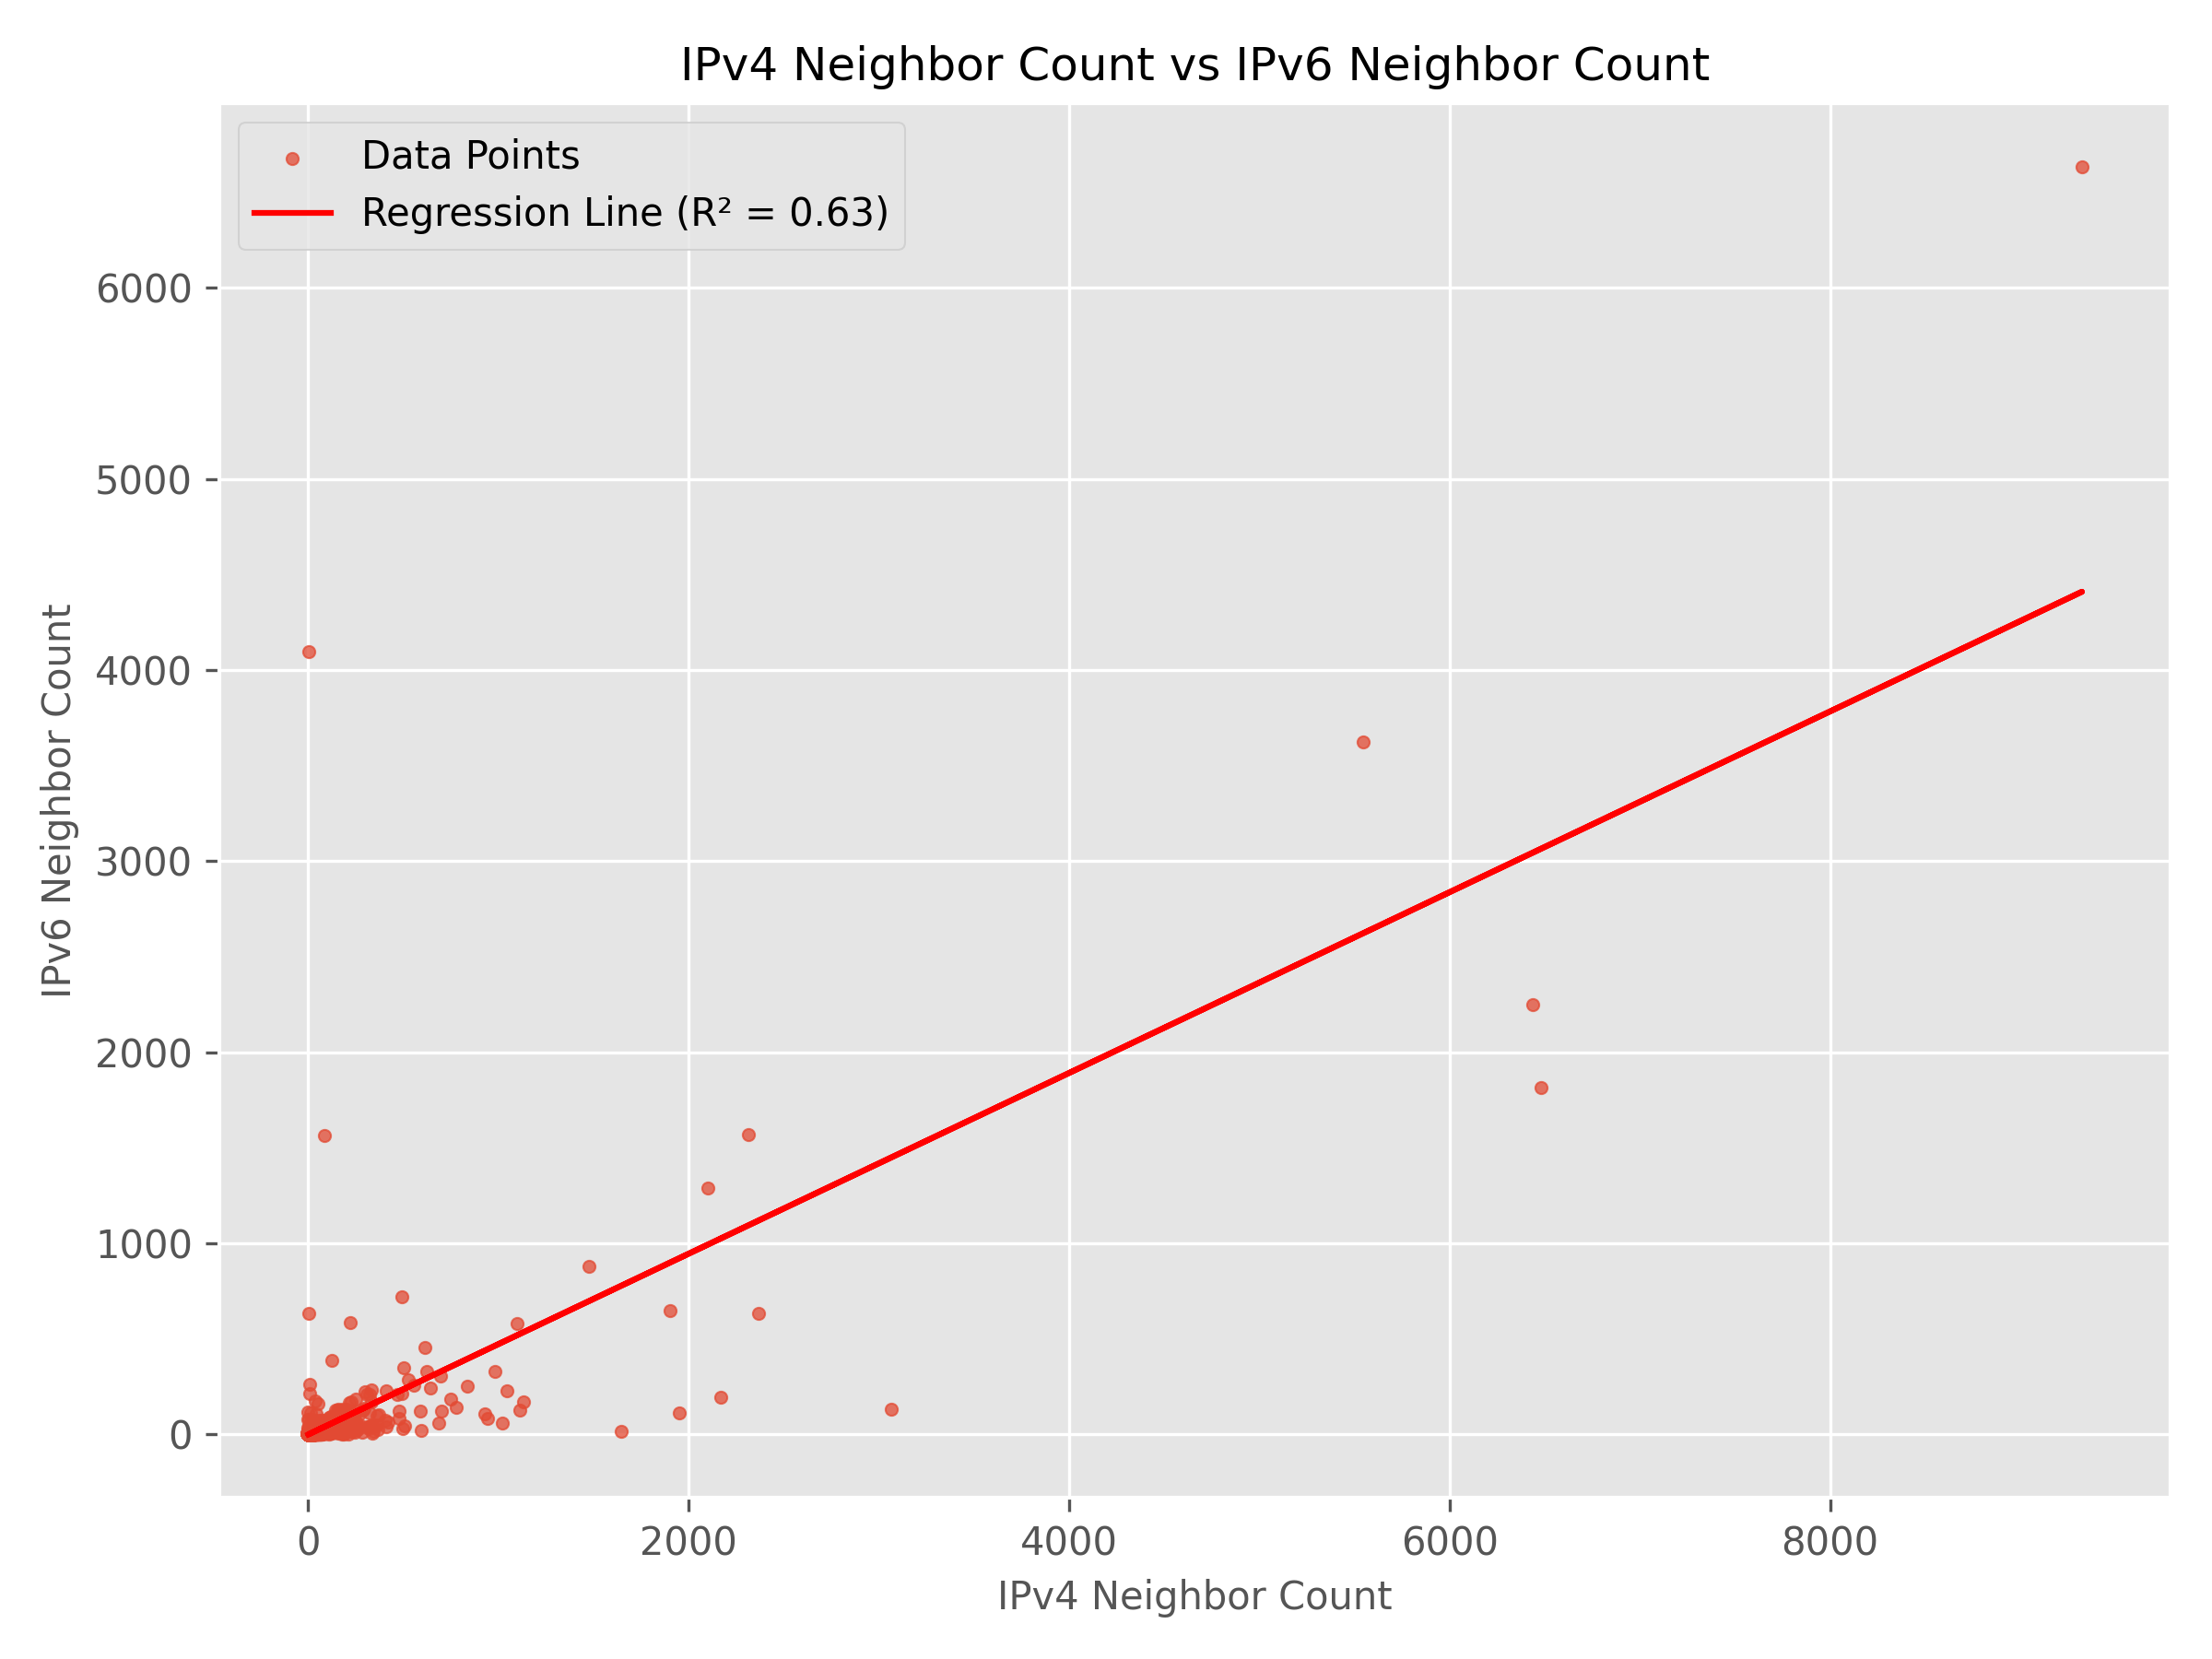 IPv4 Neighbor Count vs IPv6 Neighbor Count
Data Points
Regression Line (R² = 0.63)
6000
5000
4000
3000
2000
1000
0
IPv6 Neighbor Count
0
2000
4000
6000
8000
IPv4 Neighbor Count